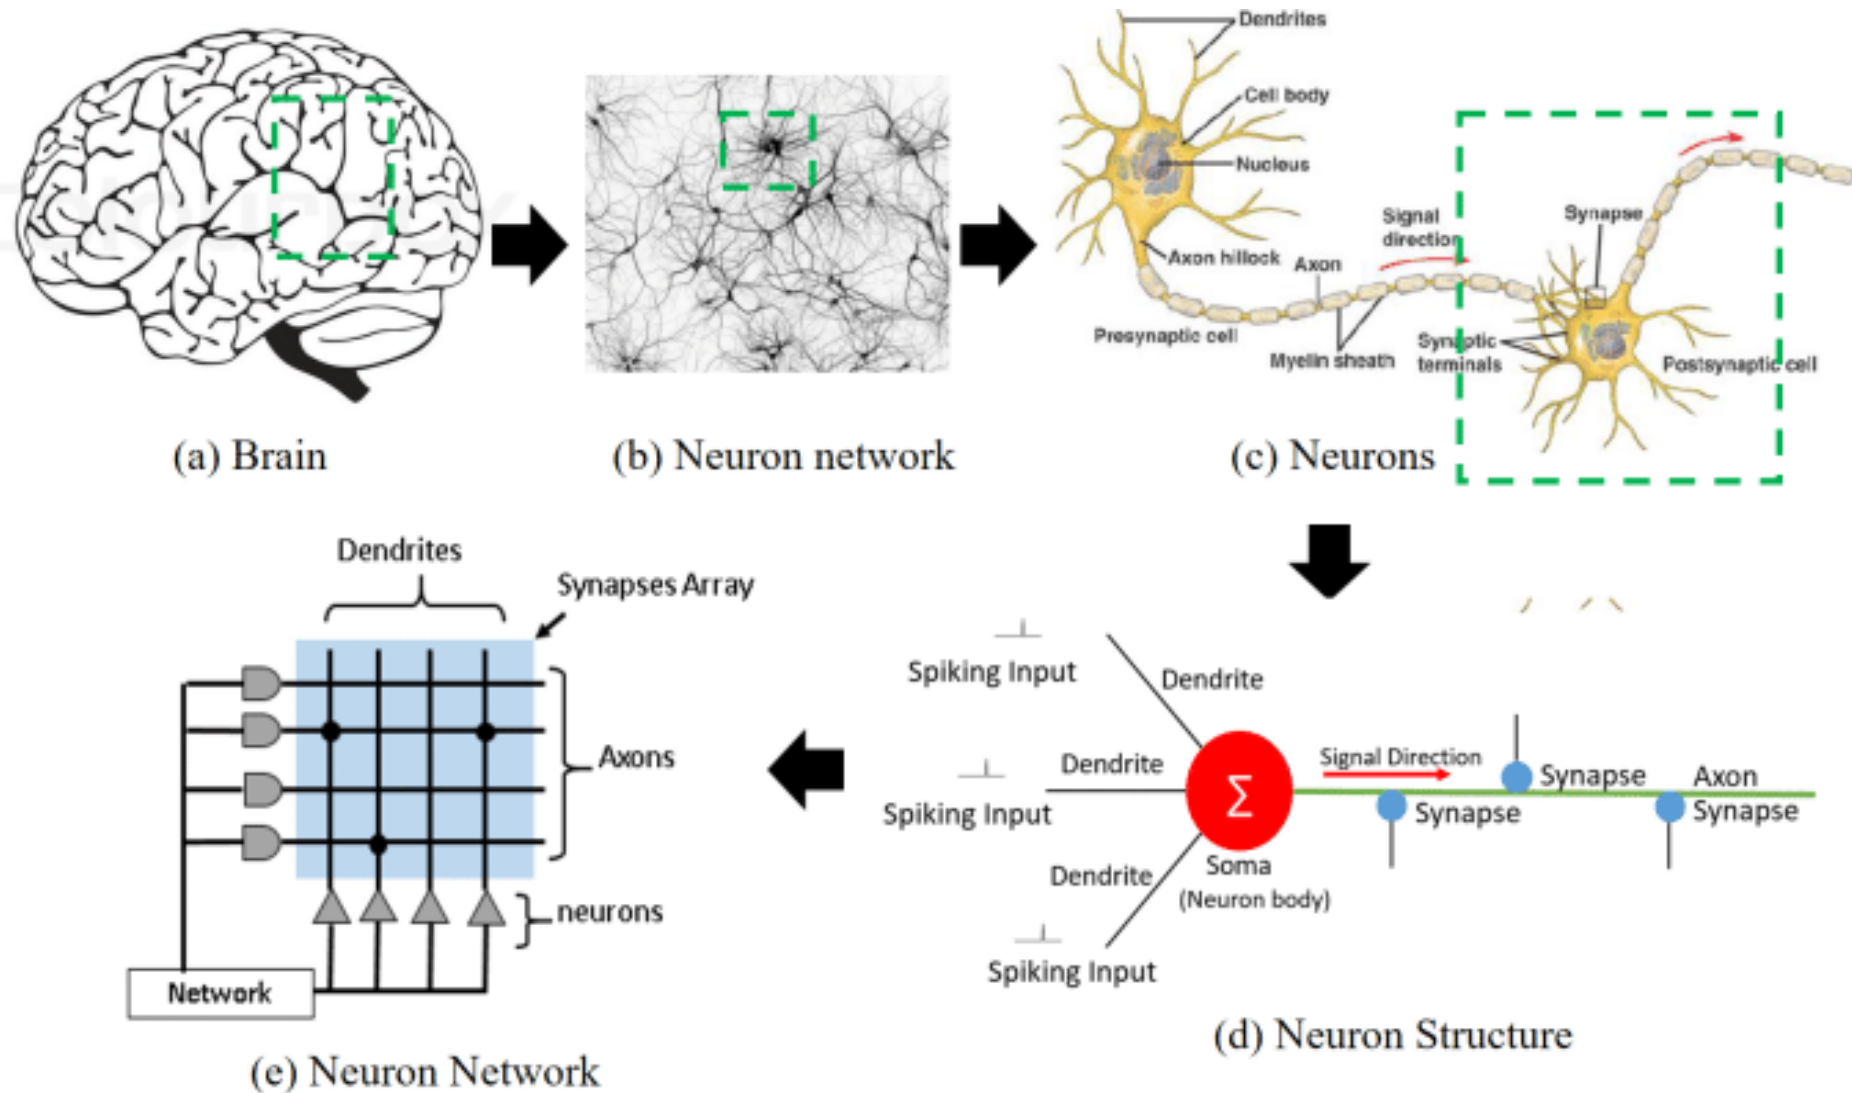 Dendrites
Cell body
Nucleus
Axon hillock
Axon
Signal
direction
Synapse
Presynaptic cell
Myelin sheath
Synaptic
terminals
Postsynaptic cell
(a) Brain
(b) Neuron network
(c) Neurons
Dendrites
Synapses Array
Axons
neurons
Network
(e) Neuron Network
Spiking Input
Dendrite
Spiking Input
Dendrite
Spiking Input
Dendrite
Σ
Soma
(Neuron body)
Signal Direction
Synapse
Synapse
Axon
Synapse
(d) Neuron Structure